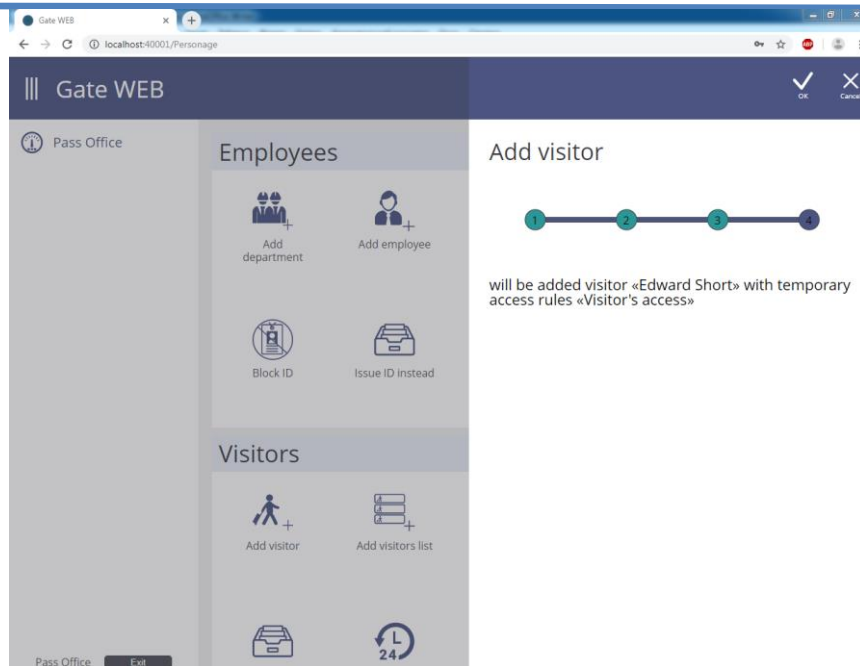 Gate WEB
localhost:40001/Personage
ABP
Gate WEB
OK
Cancel
Pass Office
Employees
Add department
Add employee
Block ID
Issue ID instead
Visitors
Add visitor
Add visitors list
24
Add visitor
1 2 3 4
will be added visitor «Edward Short» with temporary
access rules «Visitor's access»
Pass Office
Exit